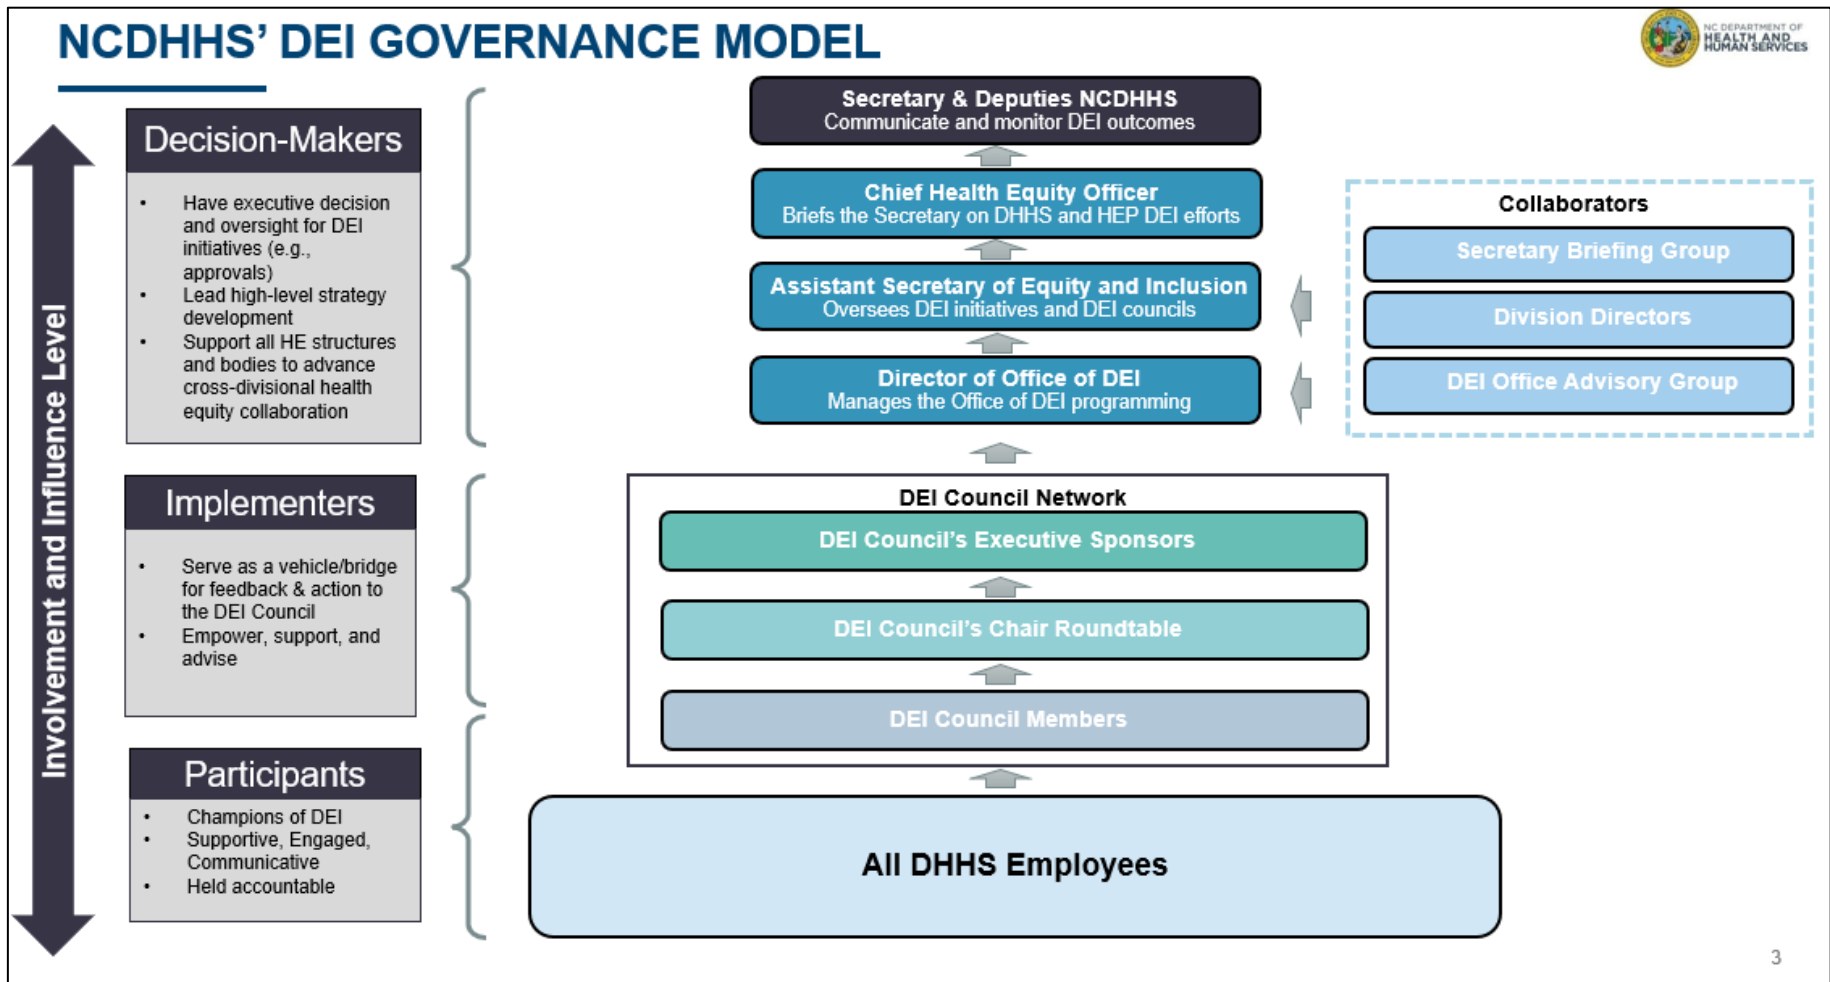 NCDHHS’ DEI GOVERNANCE MODEL
NC DEPARTMENT OF
HEALTH AND
HUMAN SERVICES
Involvement and Influence Level
Decision-Makers
• Have executive decision
and oversight for DEI
initiatives (e.g.,
approvals)
• Lead high-level strategy
development
• Support all HE structures
and bodies to advance
cross-divisional health
equity collaboration
Implementers
• Serve as a vehicle/bridge
for feedback & action to
the DEI Council
• Empower, support, and
advise
Participants
• Champions of DEI
• Supportive, Engaged,
Communicative
• Held accountable
Secretary & Deputies NCDHHS
Communicate and monitor DEI outcomes
Chief Health Equity Officer
Briefs the Secretary on DHHS and HEP DEI efforts
Assistant Secretary of Equity and Inclusion
Oversees DEI initiatives and DEI councils
Director of Office of DEI
Manages the Office of DEI programming
Collaborators
Secretary Briefing Group
Division Directors
DEI Office Advisory Group
DEI Council Network
DEI Council’s Executive Sponsors
DEI Council’s Chair Roundtable
DEI Council Members
All DHHS Employees
3